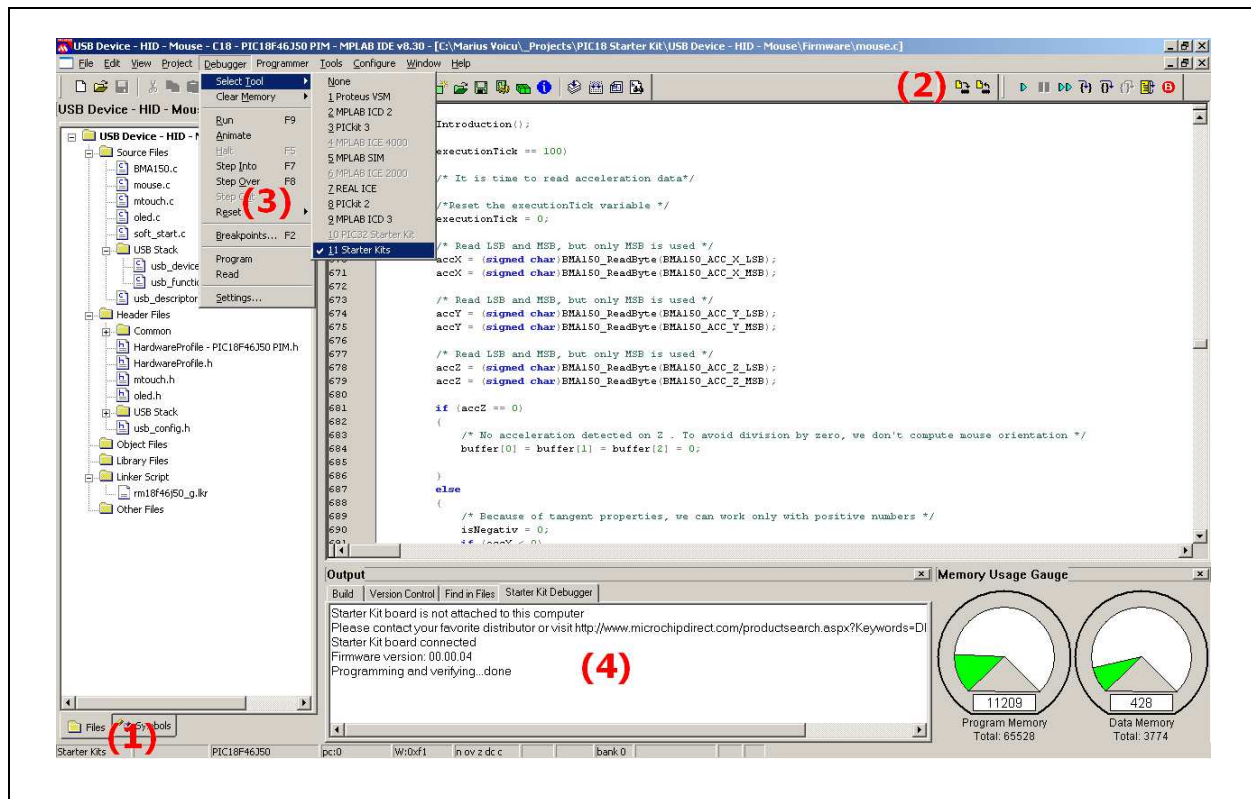 USB Device - HID - Mouse - C18 - PIC18F46J50 PIM - MPLAB IDE v8.30 - [C:\Marius Voicu\_Projects\PIC18 Starter Kit\USB Device - HID - Mouse\Firmware\mouse.c]
File Edit View Project Debugger Programmer Tools Configure Window Help
(2)
USB Device - HID - Mou
USB Device - HID - M
Source Files
BMA150.c
mouse.c
mtouch.c
oled.c
soft_start.c
USB Stack
usb_device
usb_functio
usb_descriptor
Header Files
Common
HardwareProfile - PIC18F46J50 PIM.h
HardwareProfile.h
mtouch.h
oled.h
USB Stack
usb_config.h
Object Files
Library Files
Linker Script
rm18f46j50_g.lkr
Other Files
Files
Symbols
(1)
Select Tool
Clear Memory
Run F9
Animate
Halt F5
Step Into F7
Step Over F8
Step
(3)
Reset
Breakpoints... F2
Program
Read
Settings...
None
1 Proteus VSM
2 MPLAB ICD 2
3 PICkit 3
4 MPLAB ICE 4000
5 MPLAB SIM
6 MPLAB ICE 2000
7 REAL ICE
8 PICkit 2
9 MPLAB ICD 3
10 PIC32 Starter Kit
11 Starter Kits
Introduction();
executionTick == 100)
/* It is time to read acceleration data*/
/*Reset the executionTick variable */
executionTick = 0;
/* Read LSB and MSB, but only MSB is used */
accX = (signed char)BMA150_ReadByte(BMA150_ACC_X_LSB);
671 accX = (signed char)BMA150_ReadByte(BMA150_ACC_X_MSB);
672
673 /* Read LSB and MSB, but only MSB is used */
674 accY = (signed char)BMA150_ReadByte(BMA150_ACC_Y_LSB);
675 accY = (signed char)BMA150_ReadByte(BMA150_ACC_Y_MSB);
676
677 /* Read LSB and MSB, but only MSB is used */
678 accZ = (signed char)BMA150_ReadByte(BMA150_ACC_Z_LSB);
679 accZ = (signed char)BMA150_ReadByte(BMA150_ACC_Z_MSB);
680
681 if (accZ == 0)
682 {
683 /* No acceleration detected on Z . To avoid division by zero, we don't compute mouse orientation */
684 buffer[0] = buffer[1] = buffer[2] = 0;
685
686 }
687 else
688 {
689 /* Because of tangent properties, we can work only with positive numbers */
690 isNegativ = 0;
691 if (accY < 0)
Output
Build Version Control Find in Files Starter Kit Debugger
Starter Kit board is not attached to this computer
Please contact your favorite distributor or visit http://www.microchipdirect.com/productsearch.aspx?Keywords=DI
Starter Kit board connected
Firmware version: 00.00.04
Programming and verifying...done
(4)
Memory Usage Gauge
11209
Program Memory
Total: 65528
428
Data Memory
Total: 3774
Starter Kits PIC18F46J50 pc:0 W:0xf1 n ov z dc c bank 0